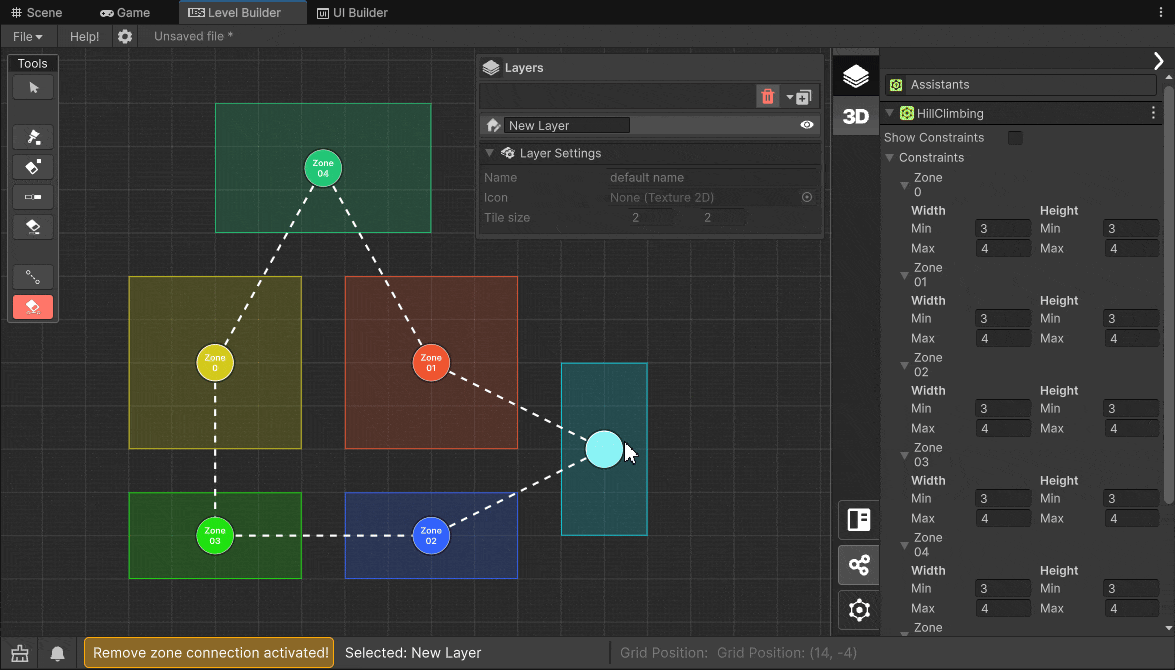 Scene
Game
Level Builder
UI Builder
File
Help!
Unsaved file *
Tools
Layers
New Layer
Layer Settings
Name default name
Icon None (Texture 2D)
Tile size 2 2
3D
Zone
04
Zone
0
Zone
01
Zone
03
Zone
02
Assistants
HillClimbing
Show Constraints
Constraints
Zone
0
Width Height
Min 3 Min 3
Max 4 Max 4
Zone
01
Width Height
Min 3 Min 3
Max 4 Max 4
Zone
02
Width Height
Min 3 Min 3
Max 4 Max 4
Zone
03
Width Height
Min 3 Min 3
Max 4 Max 4
Zone
04
Width Height
Min 3 Min 3
Max 4 Max 4
Zone
Remove zone connection activated!
Selected: New Layer
Grid Position: Grid Position: (14, -4)